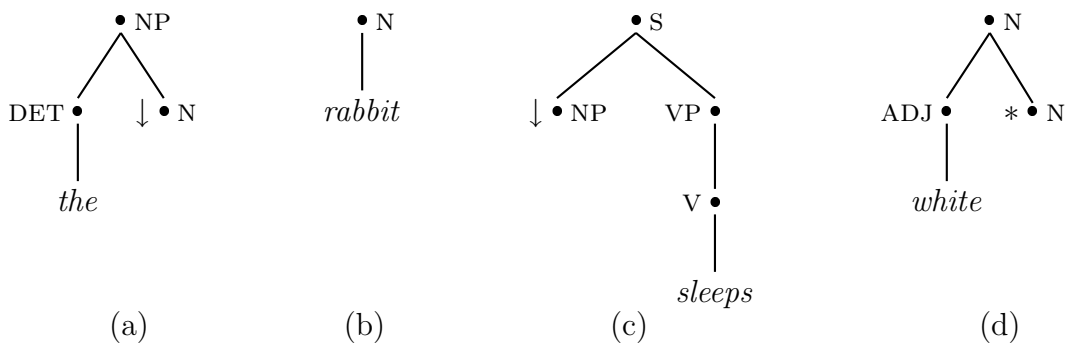 NP N S N
DET ↓ N rabbit ↓ NP VP ADJ * N
the V white
sleeps
(a) (b) (c) (d)